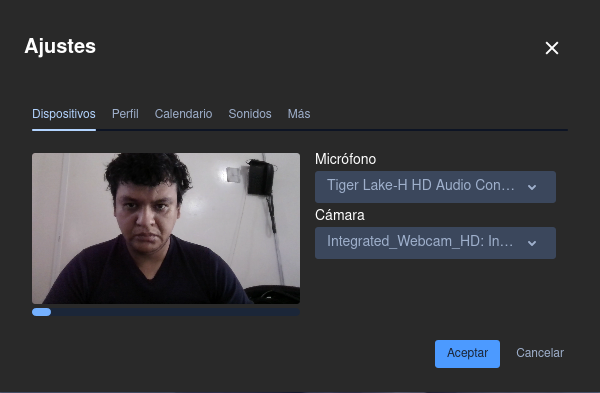 Ajustes
Dispositivos Perfil Calendario Sonidos Más
Micrófono
Tiger Lake-H HD Audio Con...
Cámara
Integrated_Webcam_HD: In...
Aceptar Cancelar